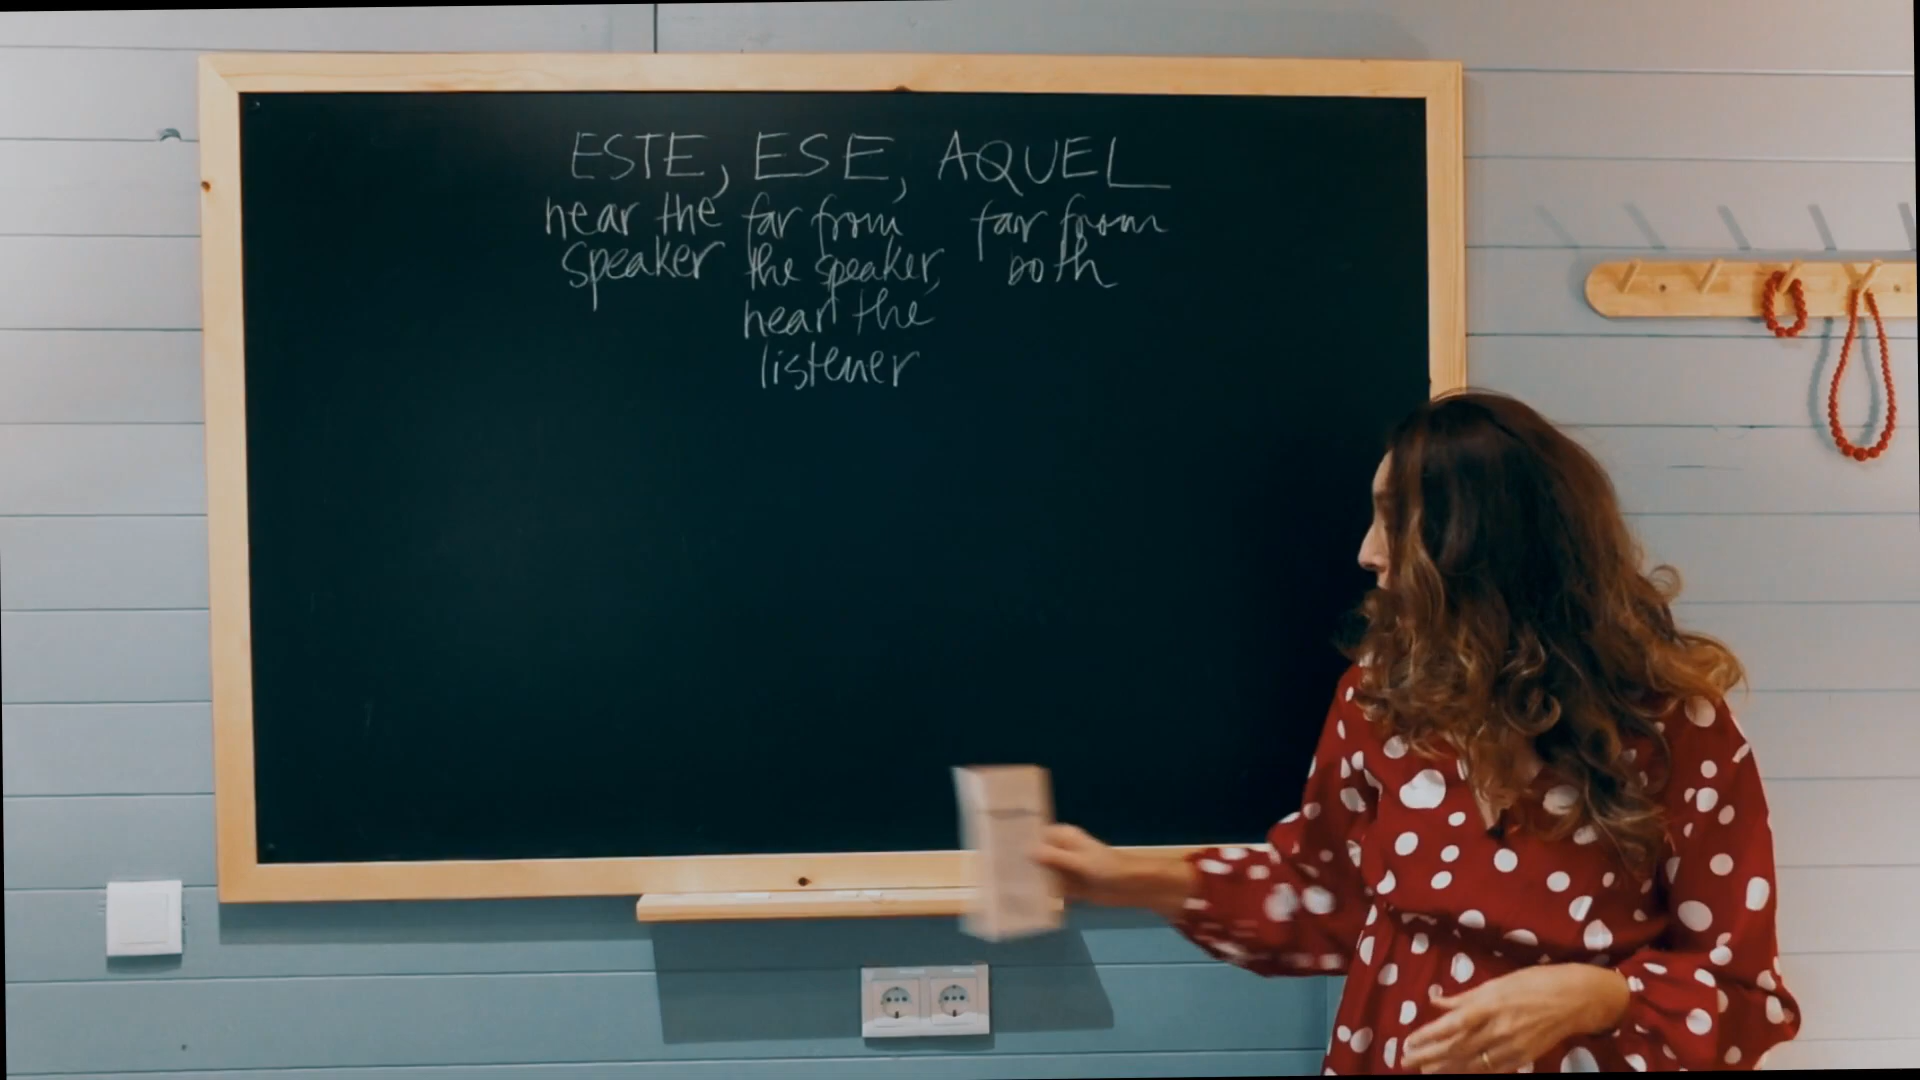 ESTE, ESE, AQUEL
near the far from far from
speaker the speaker, both
near the
listener